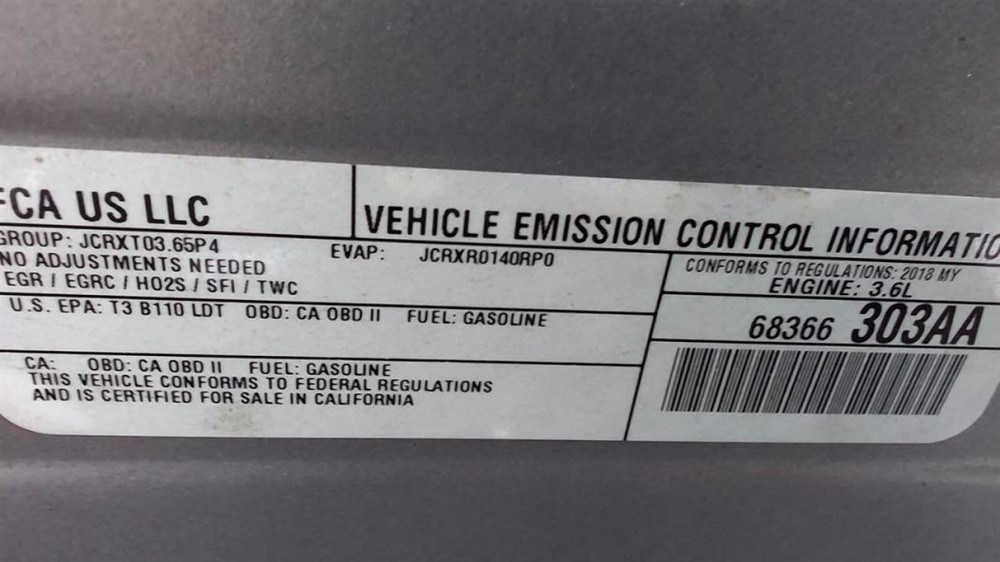 FCA US LLC
VEHICLE EMISSION CONTROL INFORMATIO
GROUP: JCRXT03.65P4
EVAP: JCRXR0140RP0
NO ADJUSTMENTS NEEDED
EGR / EGRC / HO2S / SFI / TWC
CONFORMS TO REGULATIONS: 2018 MY
ENGINE: 3.6L
U.S. EPA: T3 B110 LDT OBD: CA OBD II FUEL: GASOLINE
68366 303AA
CA: OBD: CA OBD II FUEL: GASOLINE
THIS VEHICLE CONFORMS TO FEDERAL REGULATIONS
AND IS CERTIFIED FOR SALE IN CALIFORNIA